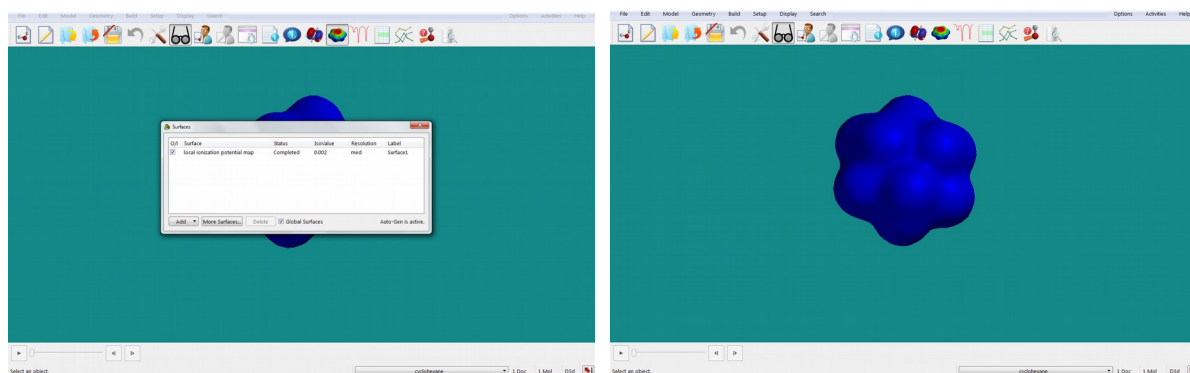 File Edit Model Geometry Build Setup Display Search Options Activities Help
Surfaces
O/I Surface Status IsoValue Resolution Label
local ionization potential map Completed 0.002 med Surface1
Add More Surfaces... Delete Global Surfaces Auto-Gen is active.
Select an object. cyclohexane 1 Doc 1 Mol D3d
File Edit Model Geometry Build Setup Display Search Options Activities Help
Select an object. cyclohexane 1 Doc 1 Mol D3d